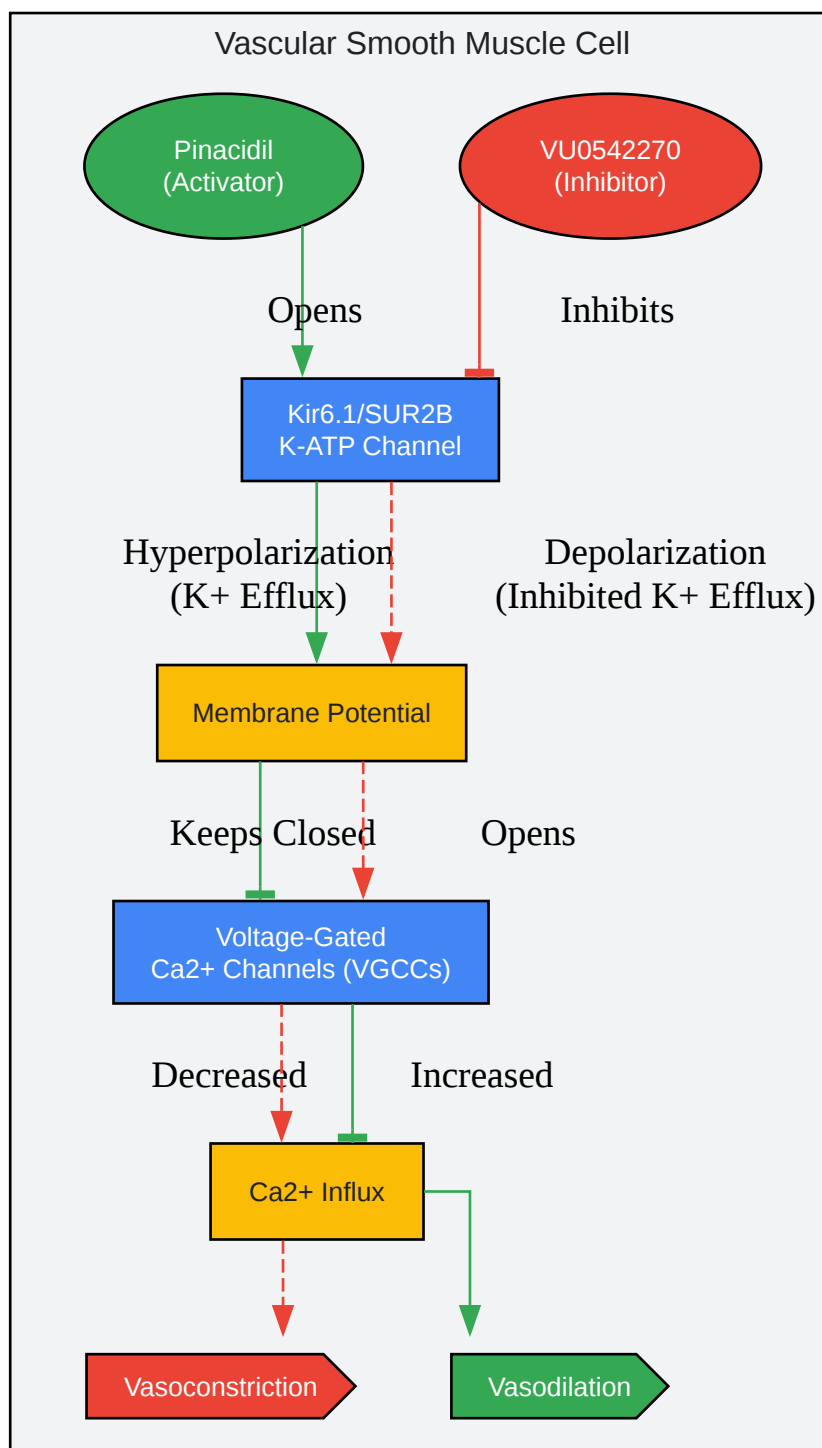 Vascular Smooth Muscle Cell
Pinacidil
(Activator)
VU0542270
(Inhibitor)
Opens
Inhibits
Kir6.1/SUR2B
K-ATP Channel
Hyperpolarization
(K+ Efflux)
Depolarization
(Inhibited K+ Efflux)
Membrane Potential
Keeps Closed
Opens
Voltage-Gated
Ca2+ Channels (VGCCs)
Decreased
Increased
Ca2+ Influx
Vasoconstriction
Vasodilation